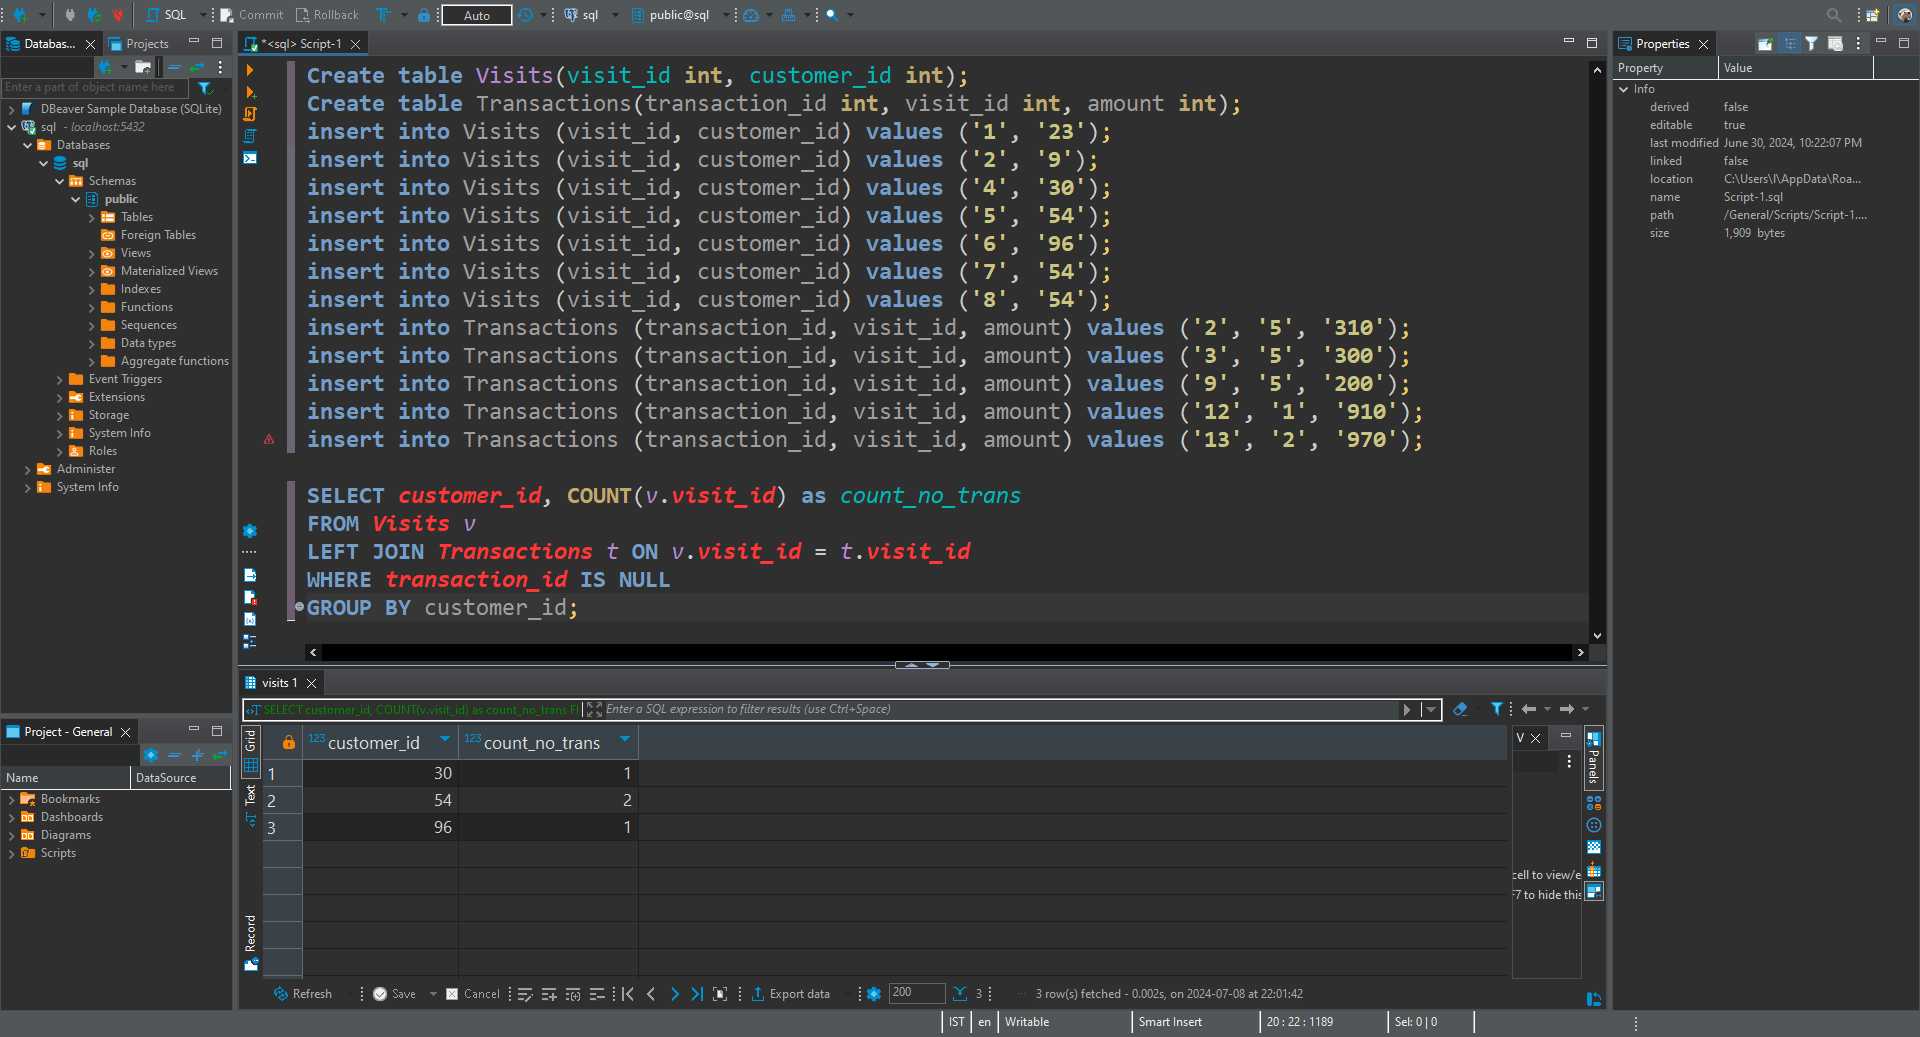 SQL Commit Rollback Auto sql public@sql
Databas... Projects
Enter a part of object name here
DBeaver Sample Database (SQLite)
sql - localhost:5432
Databases
sql
Schemas
public
Tables
Foreign Tables
Views
Materialized Views
Indexes
Functions
Sequences
Data types
Aggregate functions
Event Triggers
Extensions
Storage
System Info
Roles
Administer
System Info
Project - General
Name DataSource
Bookmarks
Dashboards
Diagrams
Scripts
*<sql> Script-1
Create table Visits(visit_id int, customer_id int);
Create table Transactions(transaction_id int, visit_id int, amount int);
insert into Visits (visit_id, customer_id) values ('1', '23');
insert into Visits (visit_id, customer_id) values ('2', '9');
insert into Visits (visit_id, customer_id) values ('4', '30');
insert into Visits (visit_id, customer_id) values ('5', '54');
insert into Visits (visit_id, customer_id) values ('6', '96');
insert into Visits (visit_id, customer_id) values ('7', '54');
insert into Visits (visit_id, customer_id) values ('8', '54');
insert into Transactions (transaction_id, visit_id, amount) values ('2', '5', '310');
insert into Transactions (transaction_id, visit_id, amount) values ('3', '5', '300');
insert into Transactions (transaction_id, visit_id, amount) values ('9', '5', '200');
insert into Transactions (transaction_id, visit_id, amount) values ('12', '1', '910');
insert into Transactions (transaction_id, visit_id, amount) values ('13', '2', '970');
SELECT customer_id, COUNT(v.visit_id) as count_no_trans
FROM Visits v
LEFT JOIN Transactions t ON v.visit_id = t.visit_id
WHERE transaction_id IS NULL
GROUP BY customer_id;
visits 1
SELECT customer_id, COUNT(v.visit_id) as count_no_trans Fl Enter a SQL expression to filter results (use Ctrl+Space)
Grid
Text
Record
123 customer_id 123 count_no_trans
1 30 1
2 54 2
3 96 1
V
Panels
cell to view/e
F7 to hide this
Refresh Save Cancel Export data 200 3 3 row(s) fetched - 0.002s, on 2024-07-08 at 22:01:42
Properties
Property Value
Info
derived false
editable true
last modified June 30, 2024, 10:22:07 PM
linked false
location C:\Users\l\AppData\Roa...
name Script-1.sql
path /General/Scripts/Script-1....
size 1,909 bytes
IST en Writable Smart Insert 20 : 22 : 1189 Sel: 0 | 0